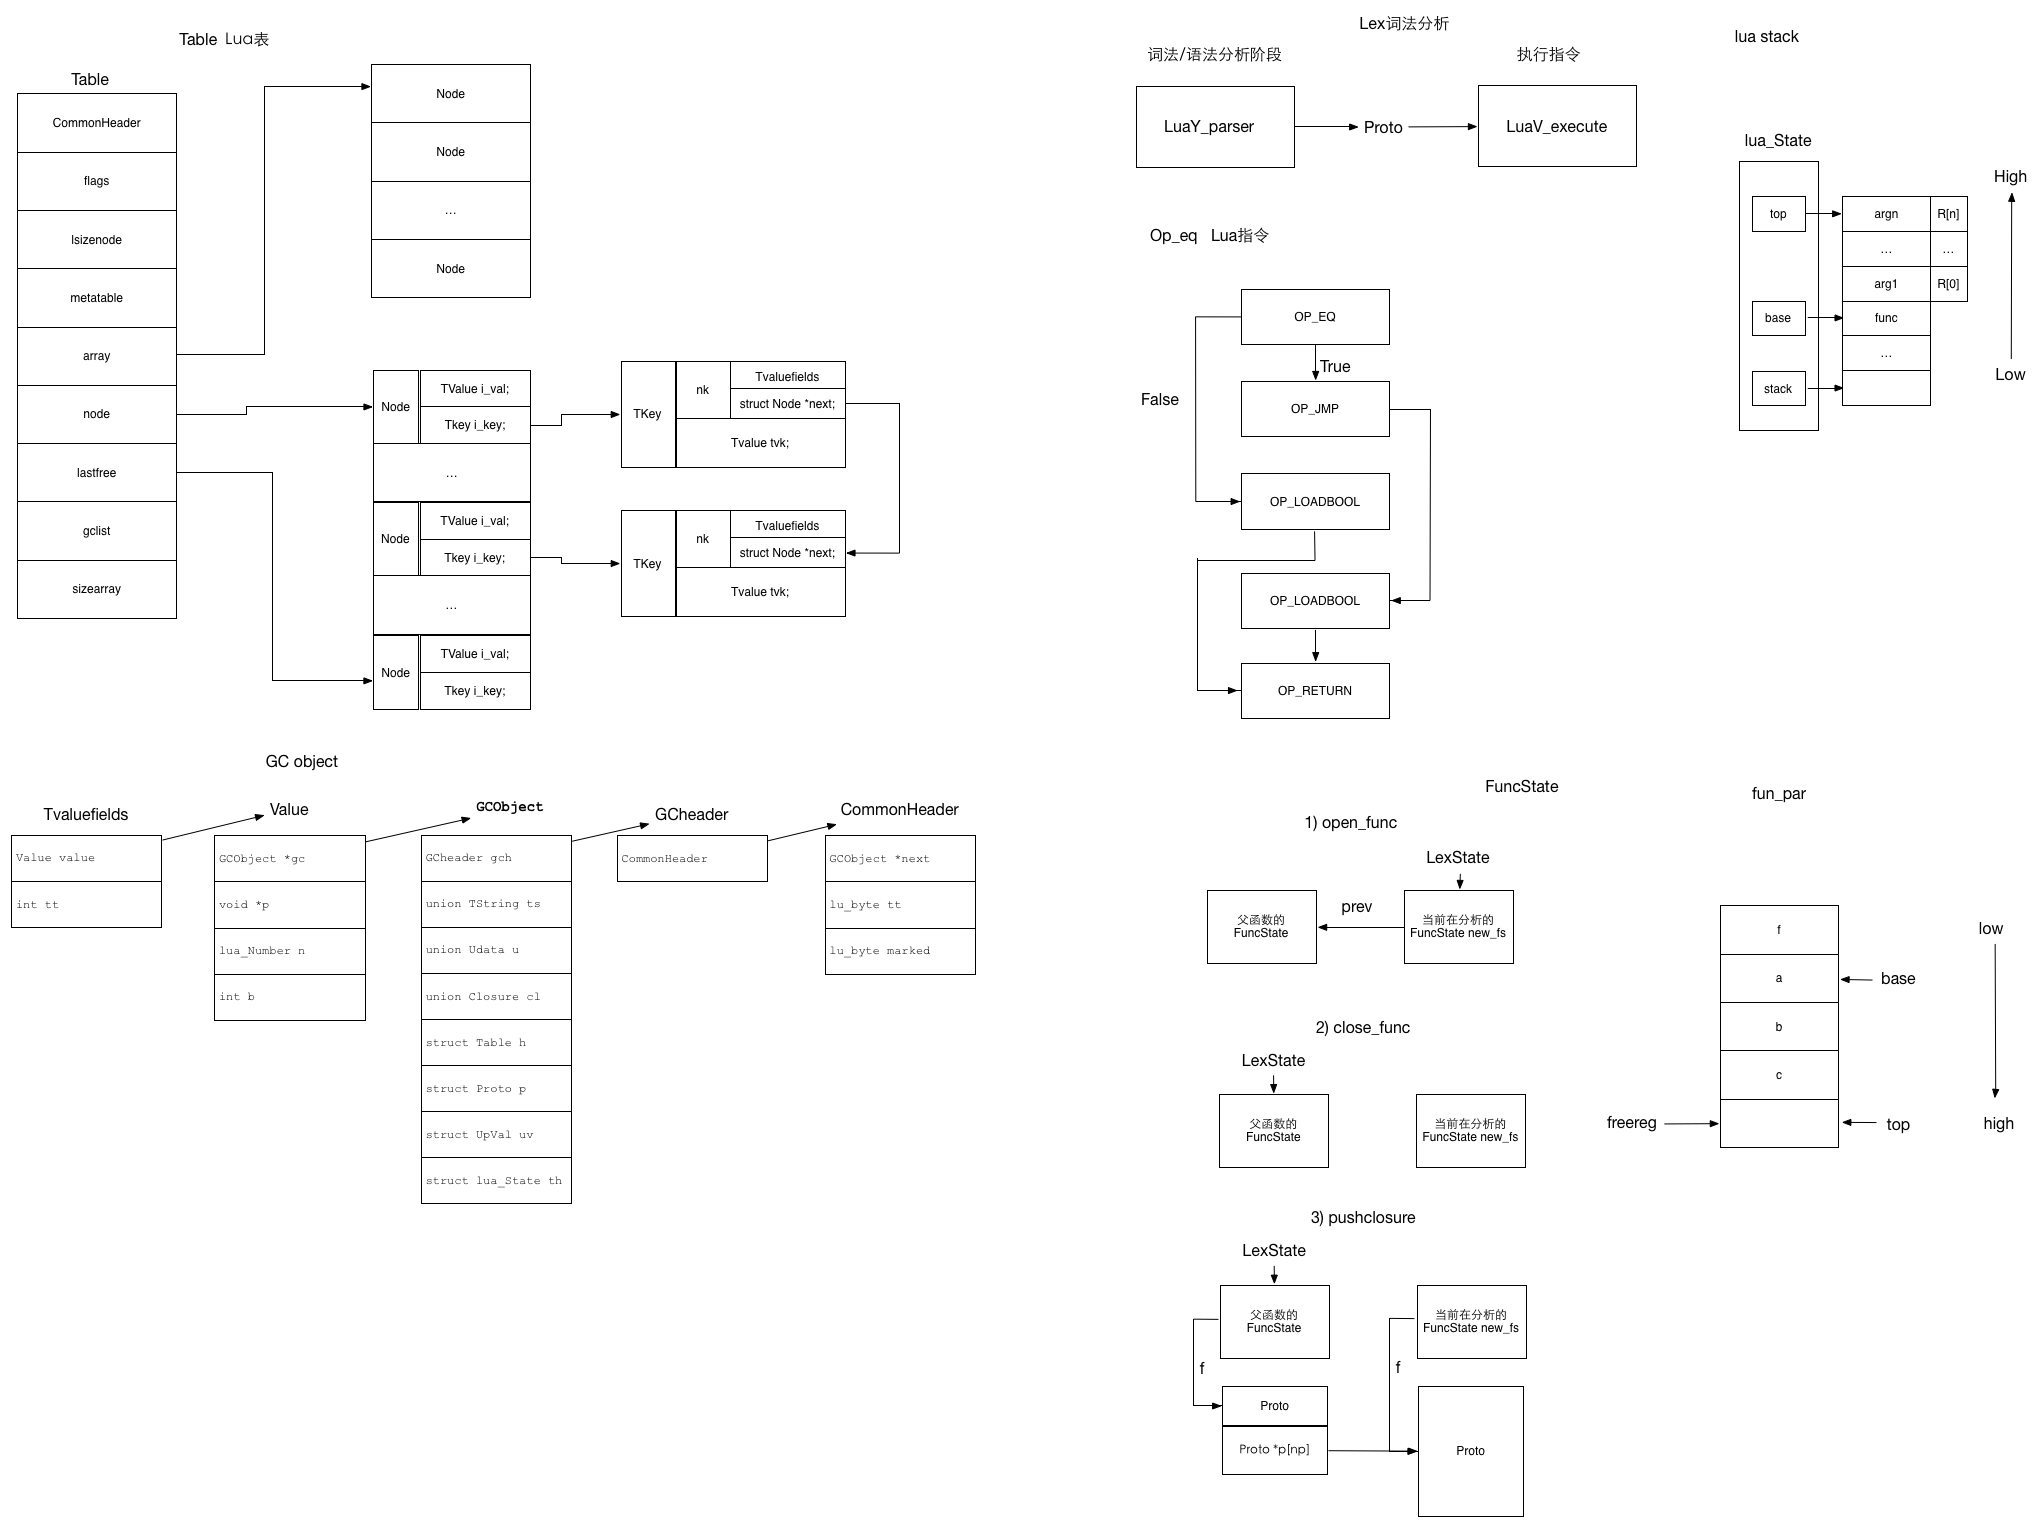 Table Lua表
Table
CommonHeader
flags
lsizenode
metatable
array
node
lastfree
gclist
sizearray
Node
Node
...
Node
Node
TValue i_val;
Tkey i_key;
...
Node
TValue i_val;
Tkey i_key;
...
Node
TValue i_val;
Tkey i_key;
TKey
nk
Tvaluefields
struct Node *next;
Tvalue tvk;
TKey
nk
Tvaluefields
struct Node *next;
Tvalue tvk;
GC object
Tvaluefields
Value value
int tt
Value
GCObject *gc
void *p
lua_Number n
int b
GCObject
GCheader gch
union TString ts
union Udata u
union Closure cl
struct Table h
struct Proto p
struct UpVal uv
struct lua_State th
GCheader
CommonHeader
CommonHeader
GCObject *next
lu_byte tt
lu_byte marked
Lex词法分析
词法/语法分析阶段
执行指令
LuaY_parser
Proto
LuaV_execute
Op_eq Lua指令
OP_EQ
True
False
OP_JMP
OP_LOADBOOL
OP_LOADBOOL
OP_RETURN
lua stack
lua_State
top
base
stack
argn
R[n]
...
...
arg1
R[0]
func
...
High
Low
FuncState
1) open_func
LexState
父函数的
FuncState
prev
当前在分析的
FuncState new_fs
2) close_func
LexState
父函数的
FuncState
当前在分析的
FuncState new_fs
3) pushclosure
LexState
父函数的
FuncState
当前在分析的
FuncState new_fs
f
f
Proto
Proto *p[np]
Proto
fun_par
f
a
b
c
base
freereg
top
low
high